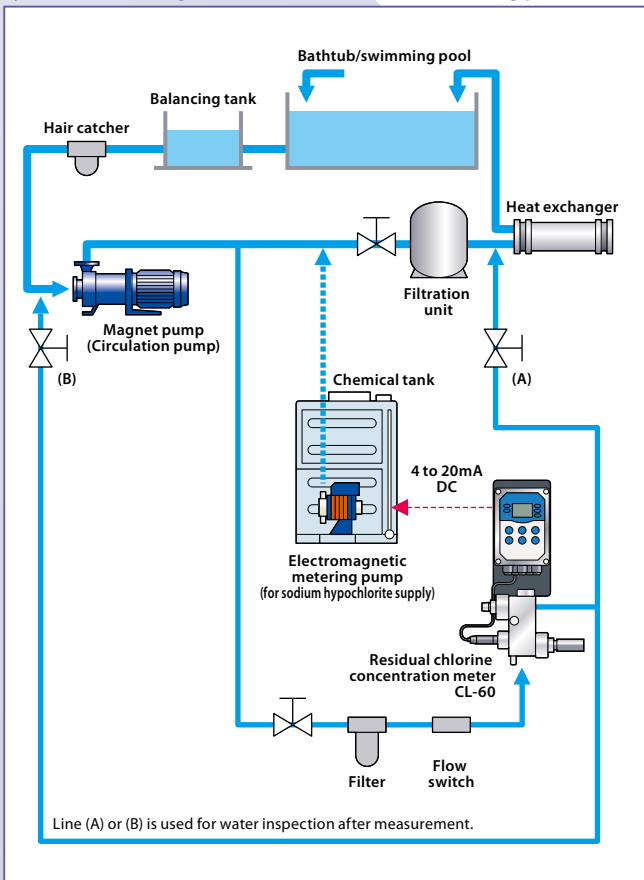 Bathtub/swimming pool
Balancing tank
Hair catcher
Heat exchanger
Filtration
unit
Magnet pump
(Circulation pump)
(B)
(A)
Chemical tank
4 to 20mA
DC
Electromagnetic
metering pump
(for sodium hypochlorite supply)
Residual chlorine
concentration meter
CL-60
Filter
Flow
switch
Line (A) or (B) is used for water inspection after measurement.